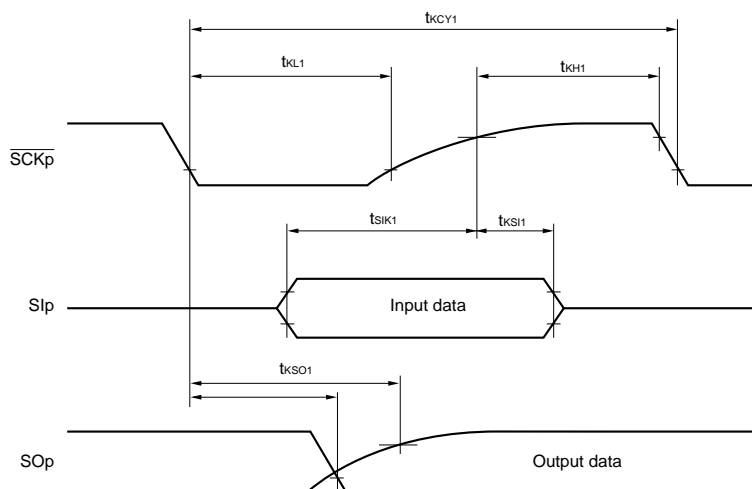 tKCY1
tKL1
tKH1
SCKp
tSIK1
tKSI1
SIp
Input data
tKSO1
SOp
Output data